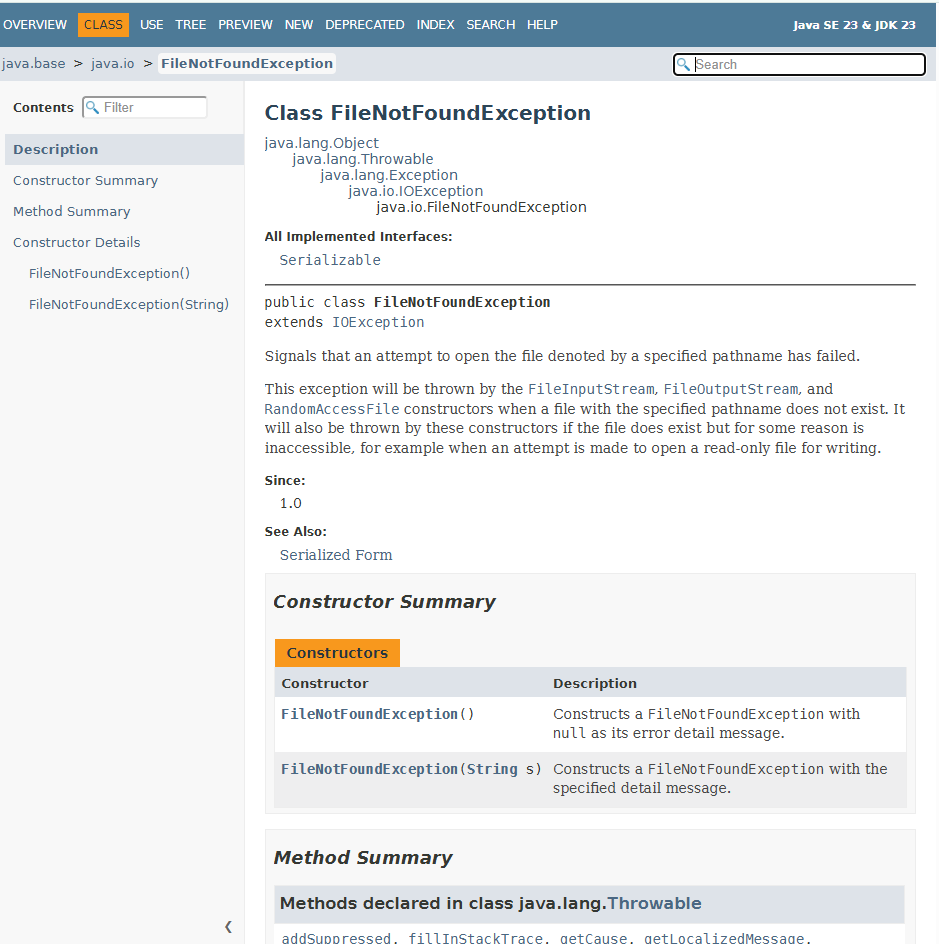 OVERVIEW CLASS USE TREE PREVIEW NEW DEPRECATED INDEX SEARCH HELP Java SE 23 & JDK 23
java.base > java.io > FileNotFoundException Search
Contents Filter
Description
Constructor Summary
Method Summary
Constructor Details
FileNotFoundException()
FileNotFoundException(String)
Class FileNotFoundException
java.lang.Object
java.lang.Throwable
java.lang.Exception
java.io.IOException
java.io.FileNotFoundException
All Implemented Interfaces:
Serializable
public class FileNotFoundException
extends IOException
Signals that an attempt to open the file denoted by a specified pathname has failed.
This exception will be thrown by the FileInputStream, FileOutputStream, and
RandomAccessFile constructors when a file with the specified pathname does not exist. It
will also be thrown by these constructors if the file does exist but for some reason is
inaccessible, for example when an attempt is made to open a read-only file for writing.
Since:
1.0
See Also:
Serialized Form
Constructor Summary
Constructors
Constructor Description
FileNotFoundException() Constructs a FileNotFoundException with
null as its error detail message.
FileNotFoundException(String s) Constructs a FileNotFoundException with the
specified detail message.
Method Summary
Methods declared in class java.lang.Throwable
addSuppressed, fillInStackTrace, getCause, getLocalizedMessage,